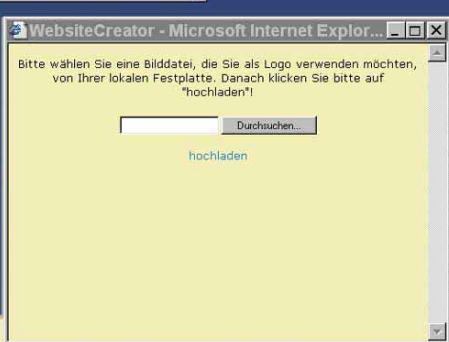 WebsiteCreator - Microsoft Internet Explor...
Bitte wählen Sie eine Bilddatei, die Sie als Logo verwenden möchten,
von Ihrer lokalen Festplatte. Danach klicken Sie bitte auf
"hochladen"!
Durchsuchen...
hochladen